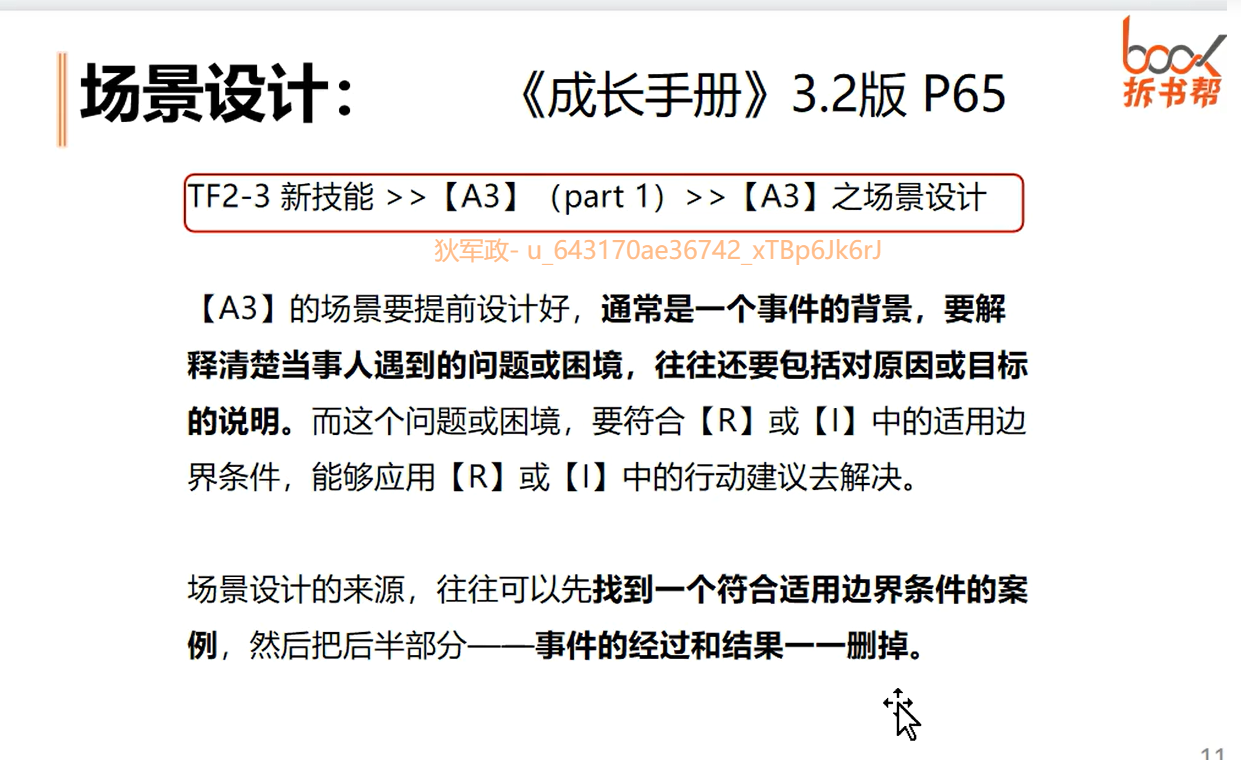 场景设计：
《成长手册》3.2版 P65
book
拆书帮
TF2-3 新技能 >>【A3】（part 1）>>【A3】之场景设计
狄军政- u_643170ae36742_xTBp6Jk6rJ
【A3】的场景要提前设计好，通常是一个事件的背景，要解
释清楚当事人遇到的问题或困境，往往还要包括对原因或目标
的说明。而这个问题或困境，要符合【R】或【I】中的适用边
界条件，能够应用【R】或【I】中的行动建议去解决。
场景设计的来源，往往可以先找到一个符合适用边界条件的案
例，然后把后半部分——事件的经过和结果一一删掉。
11